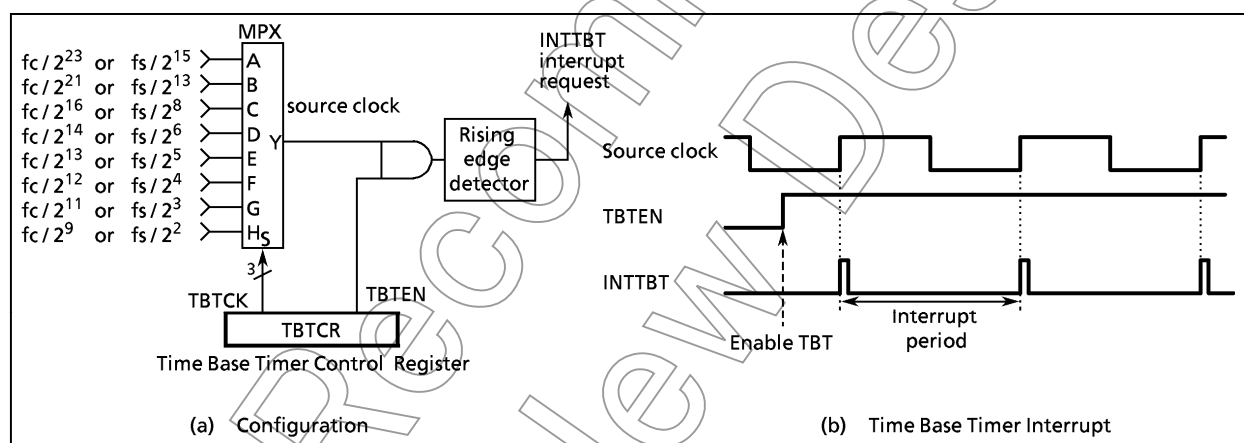 MPX
fc / 2^23 or fs / 2^15 A
fc / 2^21 or fs / 2^13 B
fc / 2^16 or fs / 2^8 C
fc / 2^14 or fs / 2^6 D
fc / 2^13 or fs / 2^5 E
fc / 2^12 or fs / 2^4 F
fc / 2^11 or fs / 2^3 G
fc / 2^9 or fs / 2^2 H
Y
S
source clock
3
INTTBT
interrupt
request
Rising
edge
detector
TBTCK
TBTEN
TBTCR
Time Base Timer Control Register
(a) Configuration
Source clock
TBTEN
INTTBT
Enable TBT
Interrupt
period
(b) Time Base Timer Interrupt